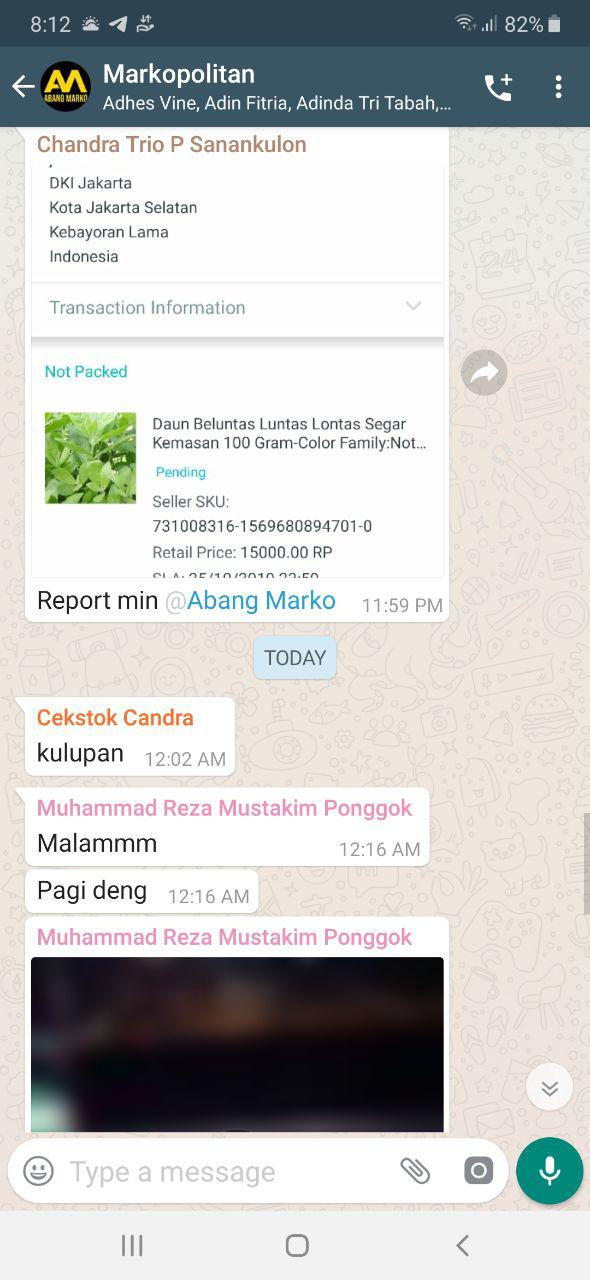 8:12
82%
ABANG MARKO
Markopolitan
Adhes Vine, Adin Fitria, Adinda Tri Tabah,...
Chandra Trio P Sanankulon
DKI Jakarta
Kota Jakarta Selatan
Kebayoran Lama
Indonesia
Transaction Information
Not Packed
Daun Beluntas Luntas Lontas Segar
Kemasan 100 Gram-Color Family:Not...
Pending
Seller SKU:
731008316-1569680894701-0
Retail Price: 15000.00 RP
Report min @Abang Marko 11:59 PM
TODAY
Cekstok Candra
kulupan 12:02 AM
Muhammad Reza Mustakim Ponggok
Malammm 12:16 AM
Pagi deng 12:16 AM
Muhammad Reza Mustakim Ponggok
Type a message